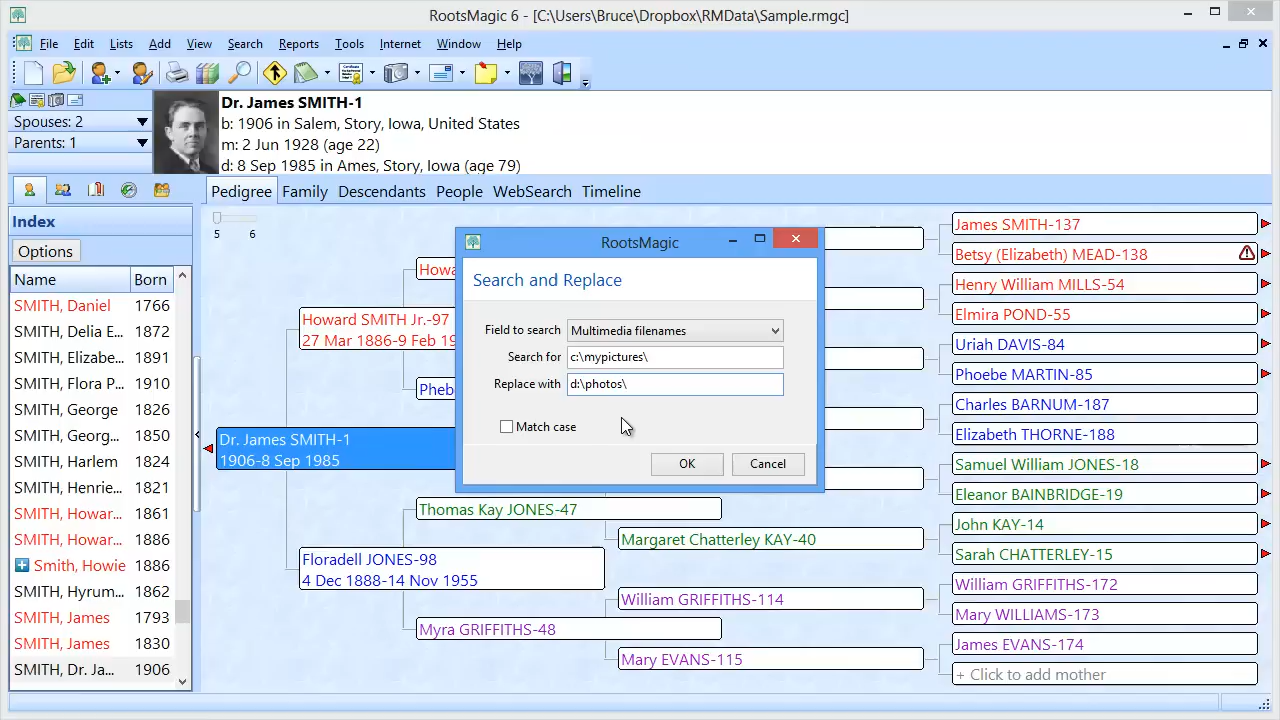 RootsMagic 6 - [C:\Users\Bruce\Dropbox\RMData\Sample.rmgc]
File Edit Lists Add View Search Reports Tools Internet Window Help
Dr. James SMITH-1
b: 1906 in Salem, Story, Iowa, United States
m: 2 Jun 1928 (age 22)
d: 8 Sep 1985 in Ames, Story, Iowa (age 79)
Spouses: 2
Parents: 1
Pedigree Family Descendants People WebSearch Timeline
Index
Options
Name Born
SMITH, Daniel 1766
SMITH, Delia E... 1872
SMITH, Elizabe... 1891
SMITH, Flora P... 1910
SMITH, George 1826
SMITH, Georg... 1850
SMITH, Harlem 1824
SMITH, Henrie... 1821
SMITH, Howar... 1861
SMITH, Howar... 1886
Smith, Howie 1886
SMITH, Hyrum... 1862
SMITH, James 1793
SMITH, James 1830
SMITH, Dr. Ja... 1906
5 6
Dr. James SMITH-1
1906-8 Sep 1985
Howard SMITH Jr.-97
27 Mar 1886-9 Feb 19
Floradell JONES-98
4 Dec 1888-14 Nov 1955
Howa
Pheb
Thomas Kay JONES-47
Myra GRIFFITHS-48
Margaret Chatterley KAY-40
William GRIFFITHS-114
Mary EVANS-115
James SMITH-137
Betsy (Elizabeth) MEAD-138
Henry William MILLS-54
Elmira POND-55
Uriah DAVIS-84
Phoebe MARTIN-85
Charles BARNUM-187
Elizabeth THORNE-188
Samuel William JONES-18
Eleanor BAINBRIDGE-19
John KAY-14
Sarah CHATTERLEY-15
William GRIFFITHS-172
Mary WILLIAMS-173
James EVANS-174
+ Click to add mother
RootsMagic
Search and Replace
Field to search Multimedia filenames
Search for c:\mypictures\
Replace with d:\photos\
Match case
OK Cancel